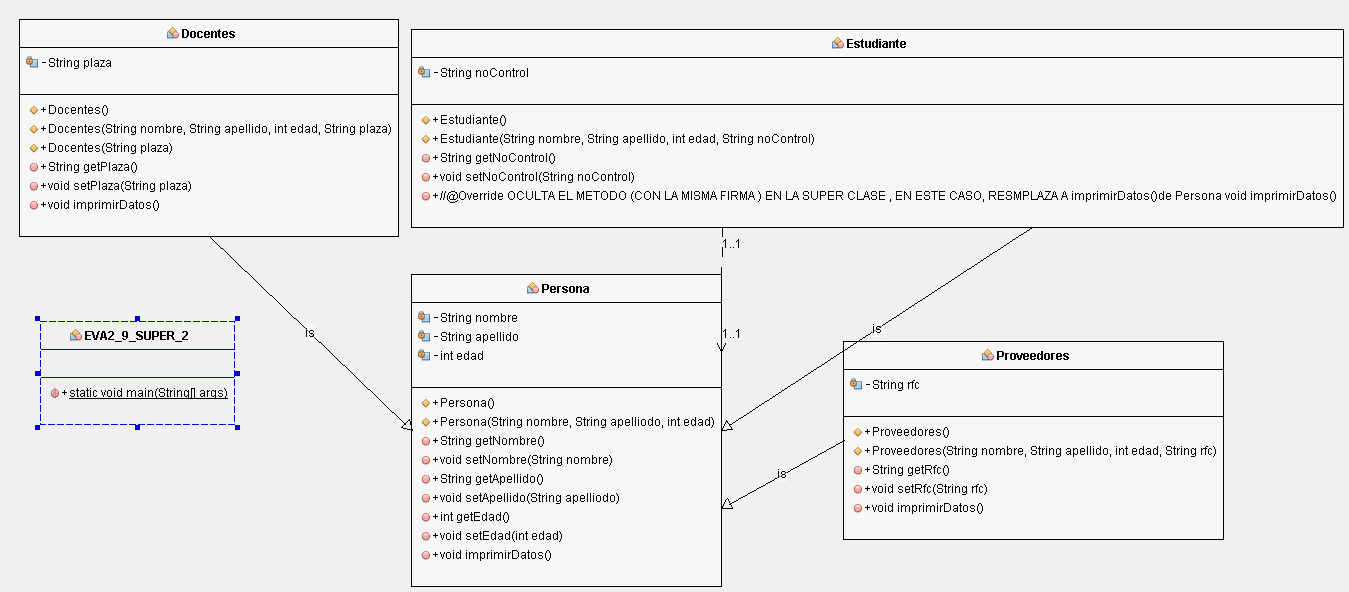 Docentes
-String plaza
+Docentes()
+Docentes(String nombre, String apellido, int edad, String plaza)
+Docentes(String plaza)
+String getPlaza()
+void setPlaza(String plaza)
+void imprimirDatos()
Estudiante
-String noControl
+Estudiante()
+Estudiante(String nombre, String apellido, int edad, String noControl)
+String getNoControl()
+void setNoControl(String noControl)
+//@Override OCULTA EL METODO (CON LA MISMA FIRMA ) EN LA SUPER CLASE , EN ESTE CASO, RESMPLAZA A imprimirDatos()de Persona void imprimirDatos()
1..1
1..1
is
is
is
EVA2_9_SUPER_2
+static void main(String[] args)
Persona
-String nombre
-String apellido
-int edad
+Persona()
+Persona(String nombre, String apelliodo, int edad)
+String getNombre()
+void setNombre(String nombre)
+String getApellido()
+void setApellido(String apelliodo)
+int getEdad()
+void setEdad(int edad)
+void imprimirDatos()
Proveedores
-String rfc
+Proveedores()
+Proveedores(String nombre, String apellido, int edad, String rfc)
+String getRfc()
+void setRfc(String rfc)
+void imprimirDatos()